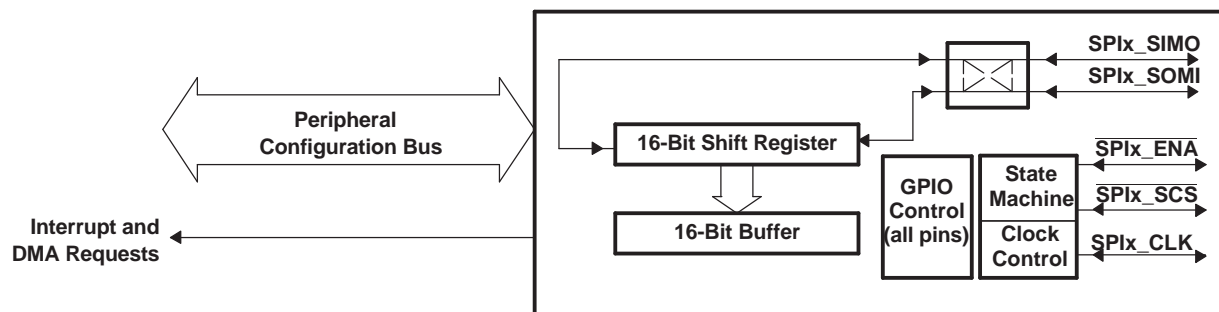 SPIx_SIMO
SPIx_SOMI
Peripheral
Configuration Bus
16-Bit Shift Register
16-Bit Buffer
Interrupt and
DMA Requests
GPIO
Control
(all pins)
State
Machine
Clock
Control
SPIx_ENA
SPIx_SCS
SPIx_CLK